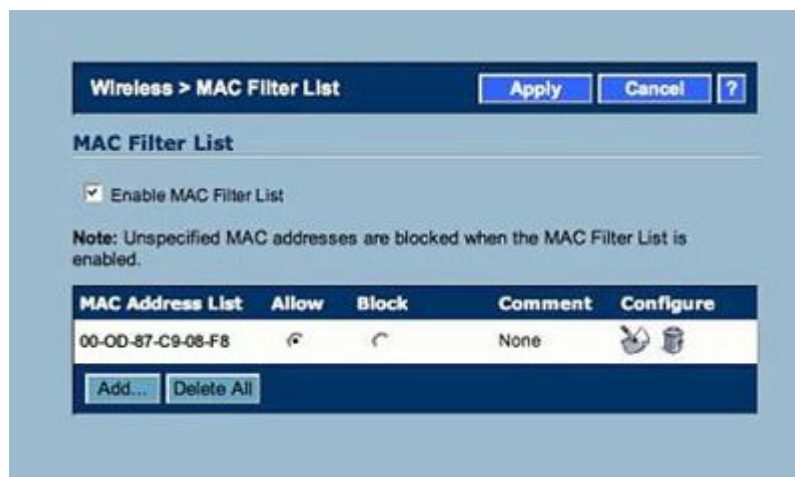 Wireless > MAC Filter List Apply Cancel ?
MAC Filter List
Enable MAC Filter List
Note: Unspecified MAC addresses are blocked when the MAC Filter List is
enabled.
MAC Address List Allow Block Comment Configure
00-OD-87-C9-08-F8 None
Add... Delete All